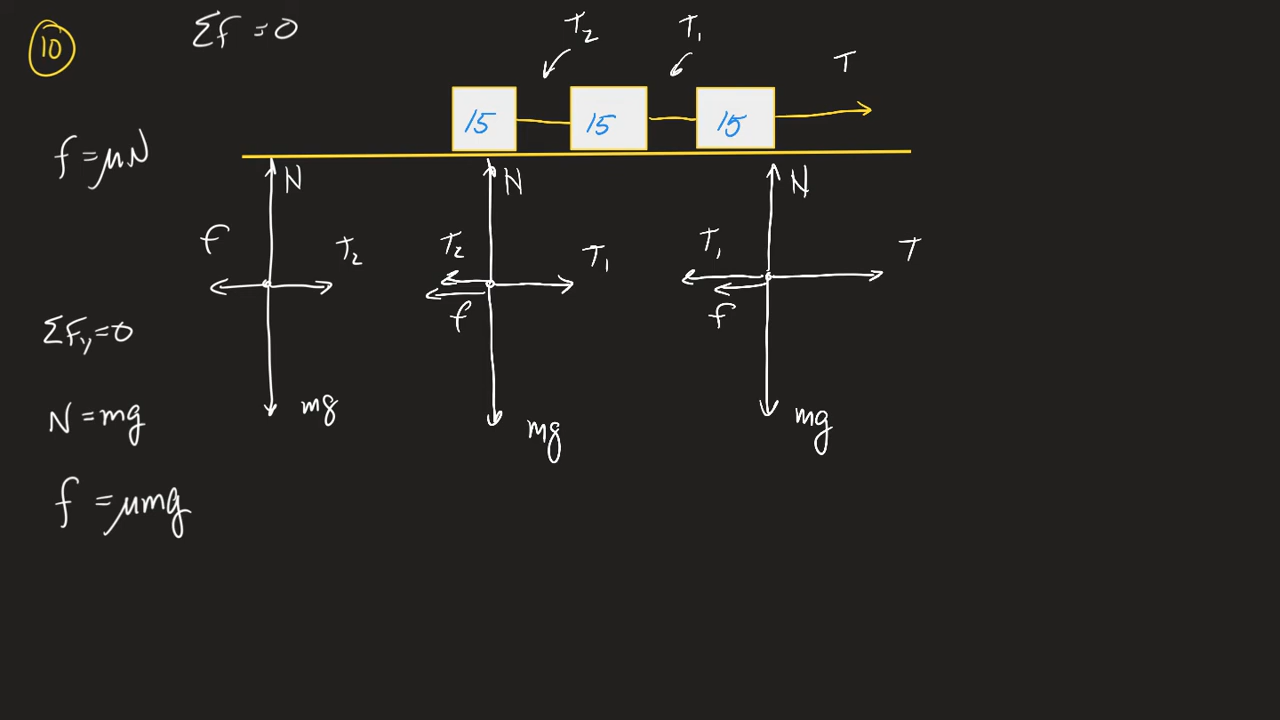 10
Σf = 0
T₂
T₁
T
15
15
15
f = μN
N
N
N
f
T₂
T₂
T₁
T₁
T
f
f
ΣFy = 0
N = mg
mg
mg
mg
f = μmg